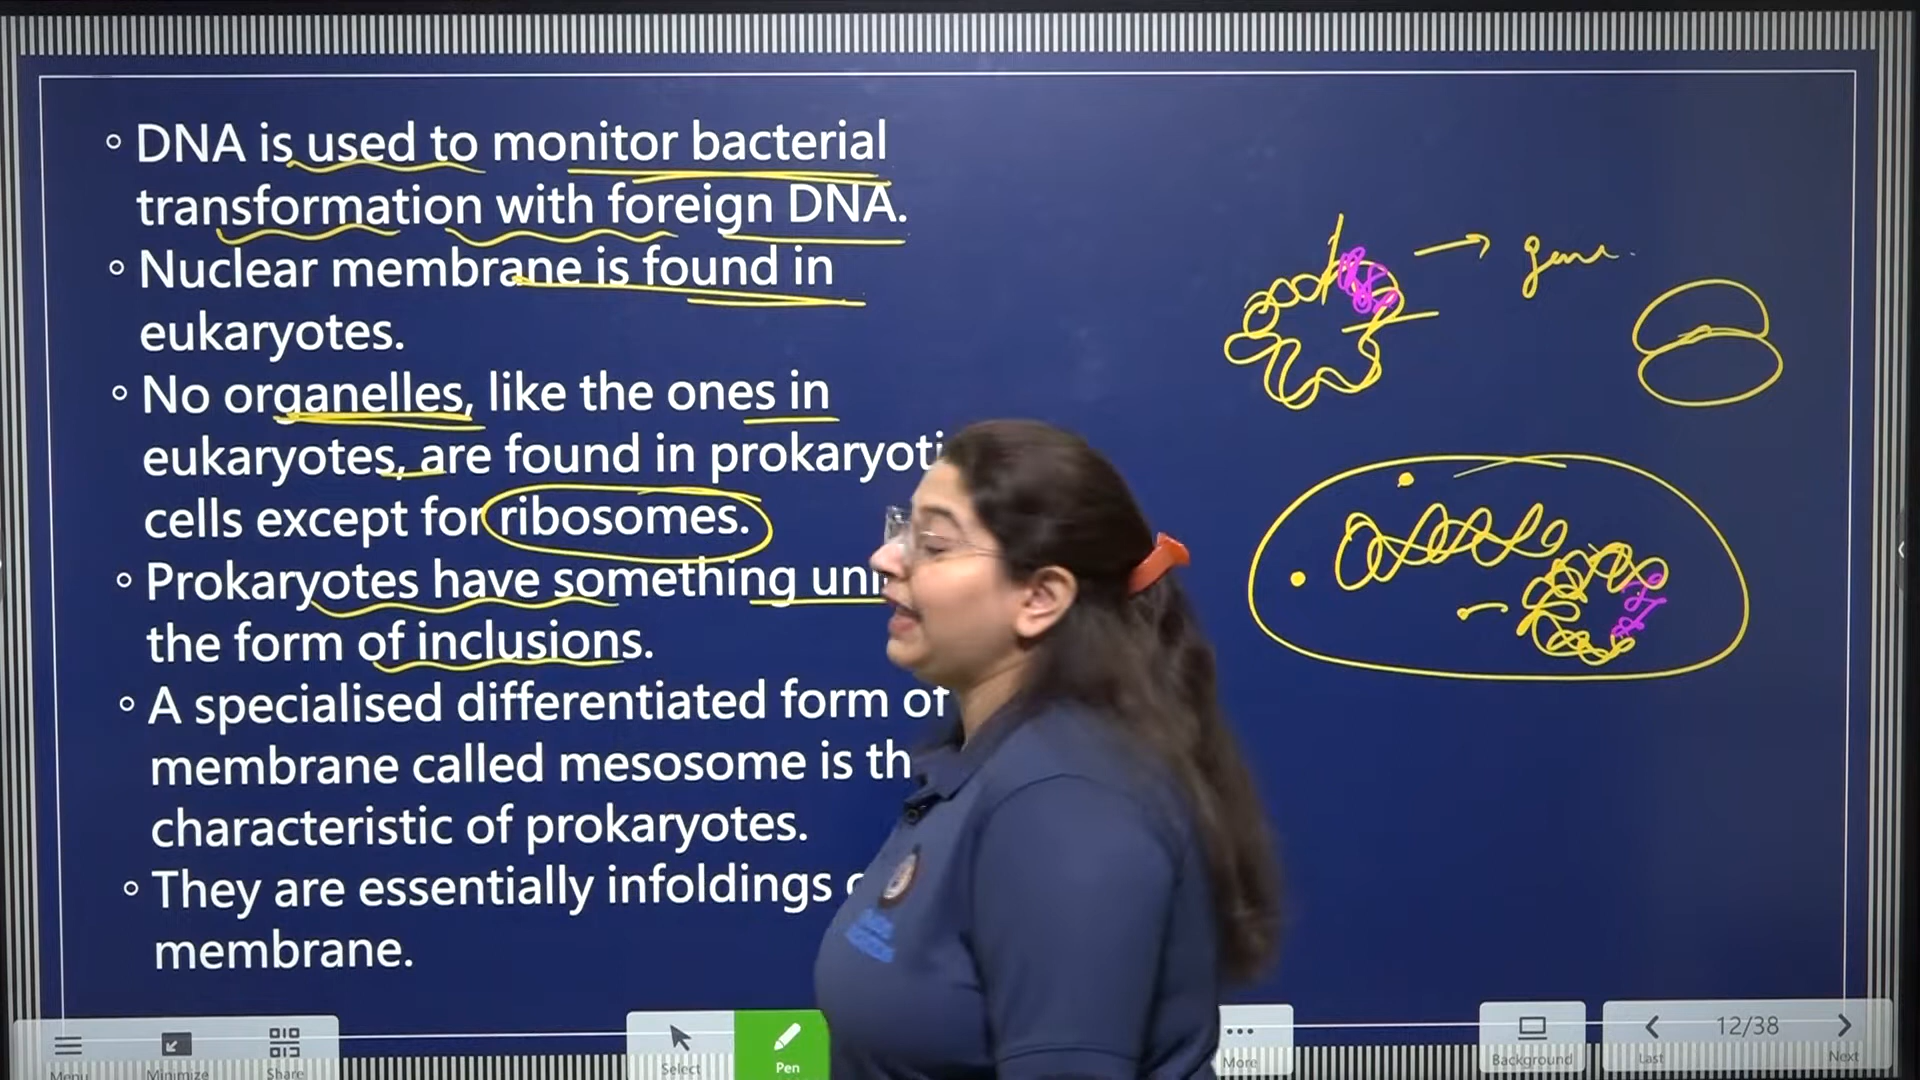 DNA is used to monitor bacterial
transformation with foreign DNA.
Nuclear membrane is found in
eukaryotes.
No organelles, like the ones in
eukaryotes, are found in
cells except for ribosomes.
Prokaryotes have something
the form of inclusions.
A specialised differentiated form of
membrane called mesosome is
characteristic of prokaryotes.
They are essentially infoldings
membrane.
gene.
Menu
Minimize
Share
Select
Pen
More
Background
Last
12/38
Next